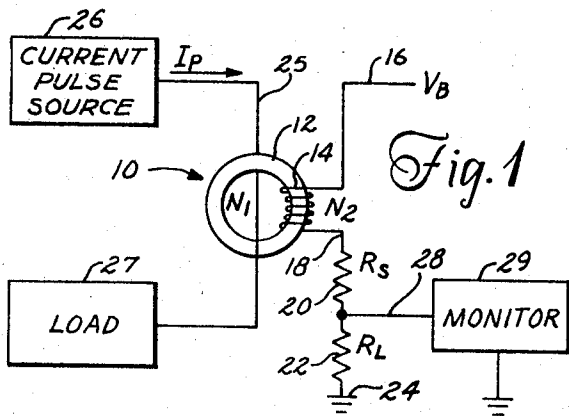 26
CURRENT
PULSE
SOURCE
IP
25
16
VB
12
14
10
N1
N2
Fig. 1
18
RS
20
28
29
MONITOR
27
LOAD
22
RL
24